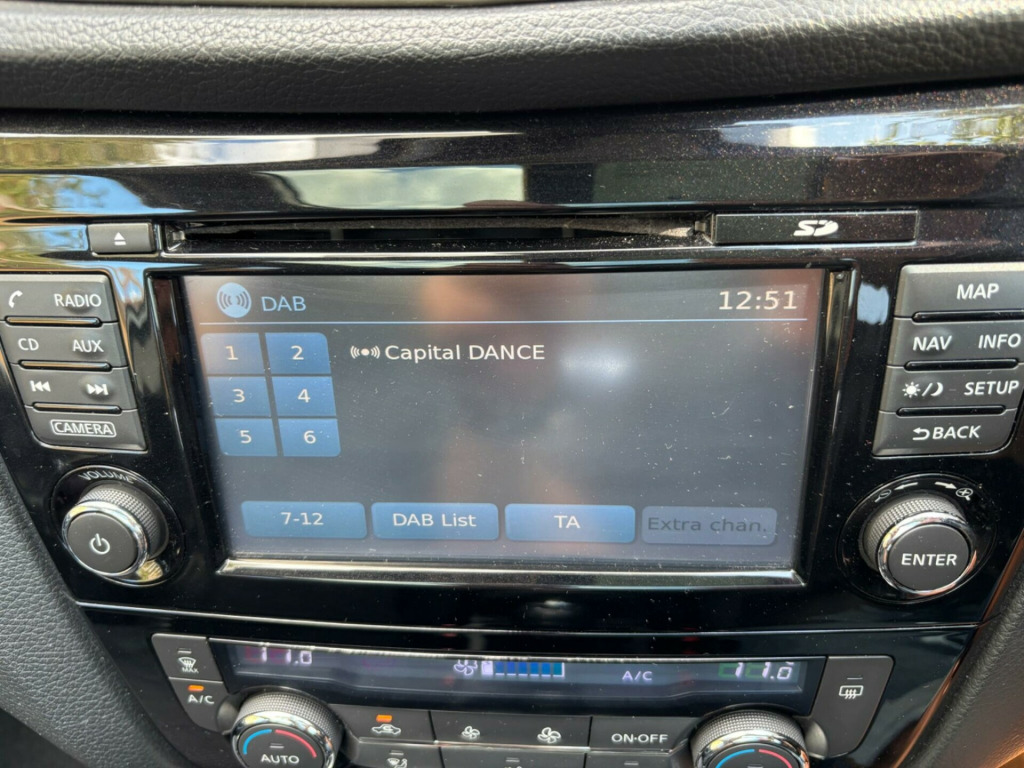 SD
RADIO
CD AUX
CAMERA
VOLUME
DAB 12:51
1 2 Capital DANCE
3 4
5 6
7-12 DAB List TA Extra chan.
MAP
NAV INFO
SETUP
BACK
ENTER
MAX
A/C
A/C
AUTO
ON·OFF